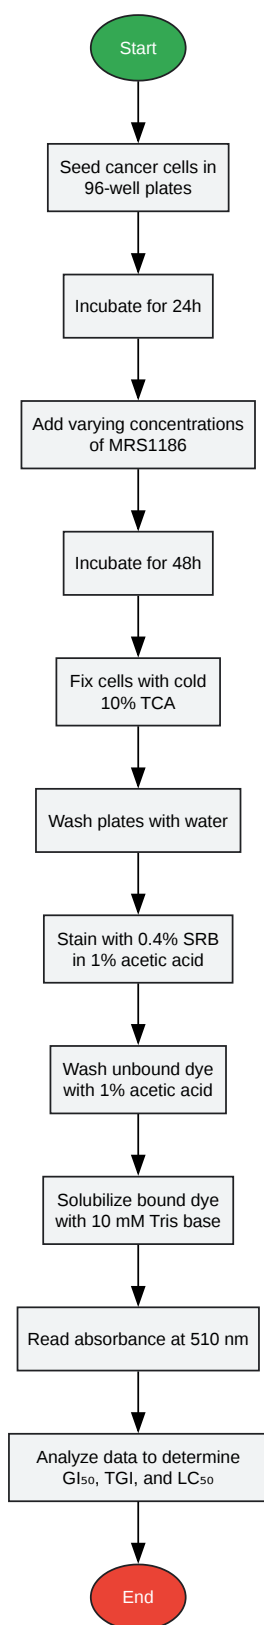 Start
Seed cancer cells in
96-well plates
Incubate for 24h
Add varying concentrations
of MRS1186
Incubate for 48h
Fix cells with cold
10% TCA
Wash plates with water
Stain with 0.4% SRB
in 1% acetic acid
Wash unbound dye
with 1% acetic acid
Solubilize bound dye
with 10 mM Tris base
Read absorbance at 510 nm
Analyze data to determine
GI₅₀, TGI, and LC₅₀
End